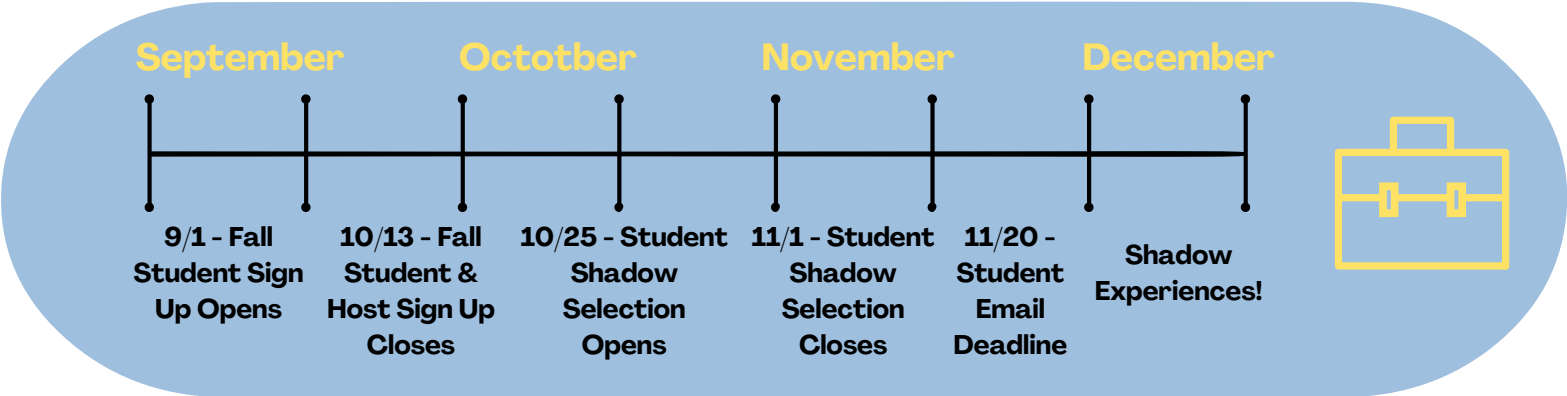 September
Octotber
November
December
9/1 - Fall
Student Sign
Up Opens
10/13 - Fall
Student &
Host Sign Up
Closes
10/25 - Student
Shadow
Selection
Opens
11/1 - Student
Shadow
Selection
Closes
11/20 -
Student
Email
Deadline
Shadow
Experiences!